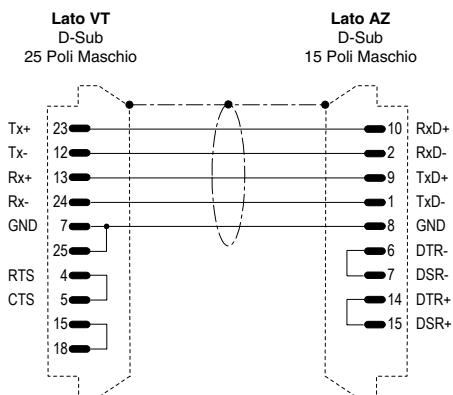 Lato VT
D-Sub
25 Poli Maschio
Lato AZ
D-Sub
15 Poli Maschio
Tx+ 23 10 RxD+
Tx- 12 2 RxD-
Rx+ 13 9 TxD+
Rx- 24 1 TxD-
GND 7 8 GND
25 6 DTR-
RTS 4 7 DSR-
CTS 5 14 DTR+
15 15 DSR+
18